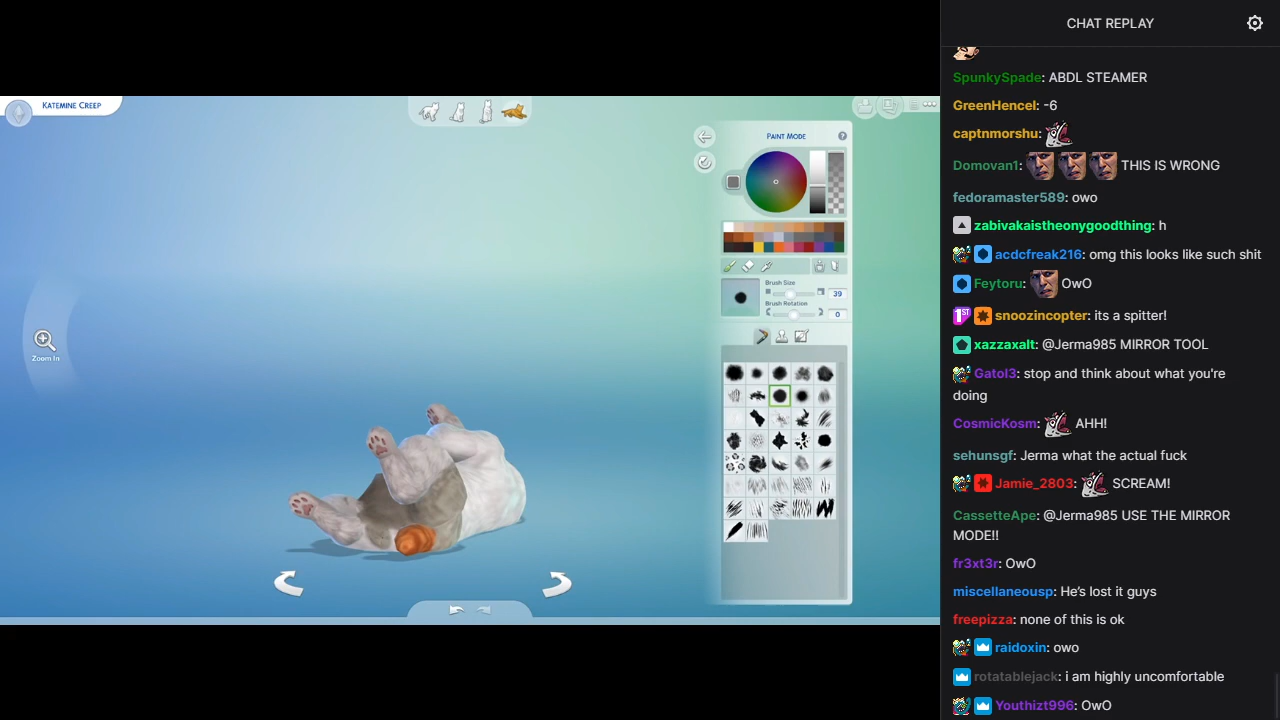 KATEMINE CREEP
Zoom In
PAINT MODE
?
Brush Size
39
Brush Rotation
0
CHAT REPLAY
SpunkySpade: ABDL STEAMER
GreenHencel: -6
captnmorshu:
Domovan1: THIS IS WRONG
fedoramaster589: owo
zabivakaistheonygoodthing: h
acdcfreak216: omg this looks like such shit
Feytoru: OwO
1ST snoozincopter: its a spitter!
xazzaxalt: @Jerma985 MIRROR TOOL
Gatol3: stop and think about what you're
doing
CosmicKosm: AHH!
sehunsgf: Jerma what the actual fuck
Jamie_2803: SCREAM!
CassetteApe: @Jerma985 USE THE MIRROR
MODE!!
fr3xt3r: OwO
miscellaneousp: He's lost it guys
freepizza: none of this is ok
raidoxin: owo
rotatablejack: i am highly uncomfortable
Youthizt996: OwO